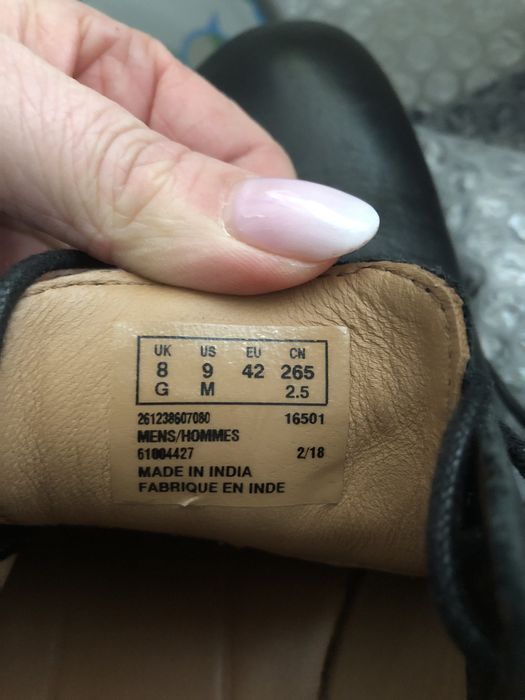 UK US EU CN
8 9 42 265
G M 2.5
261238607080 16501
MENS/HOMMES
61004427 2/18
MADE IN INDIA
FABRIQUE EN INDE